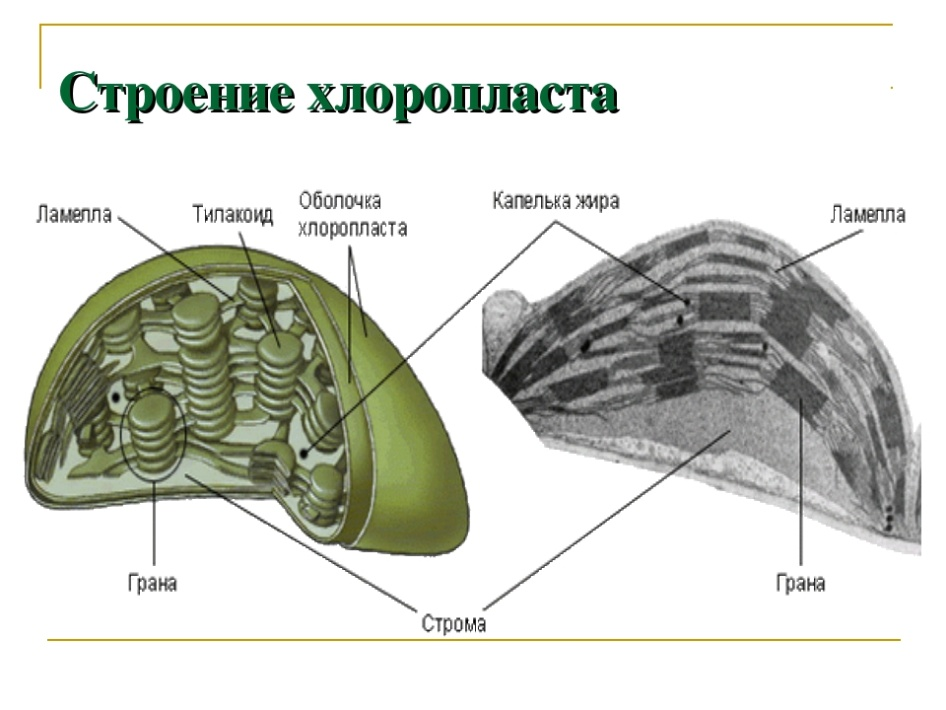 Строение хлоропласта
Ламелла
Тилакоид
Оболочка
хлоропласта
Капелька жира
Ламелла
Грана
Строма
Грана